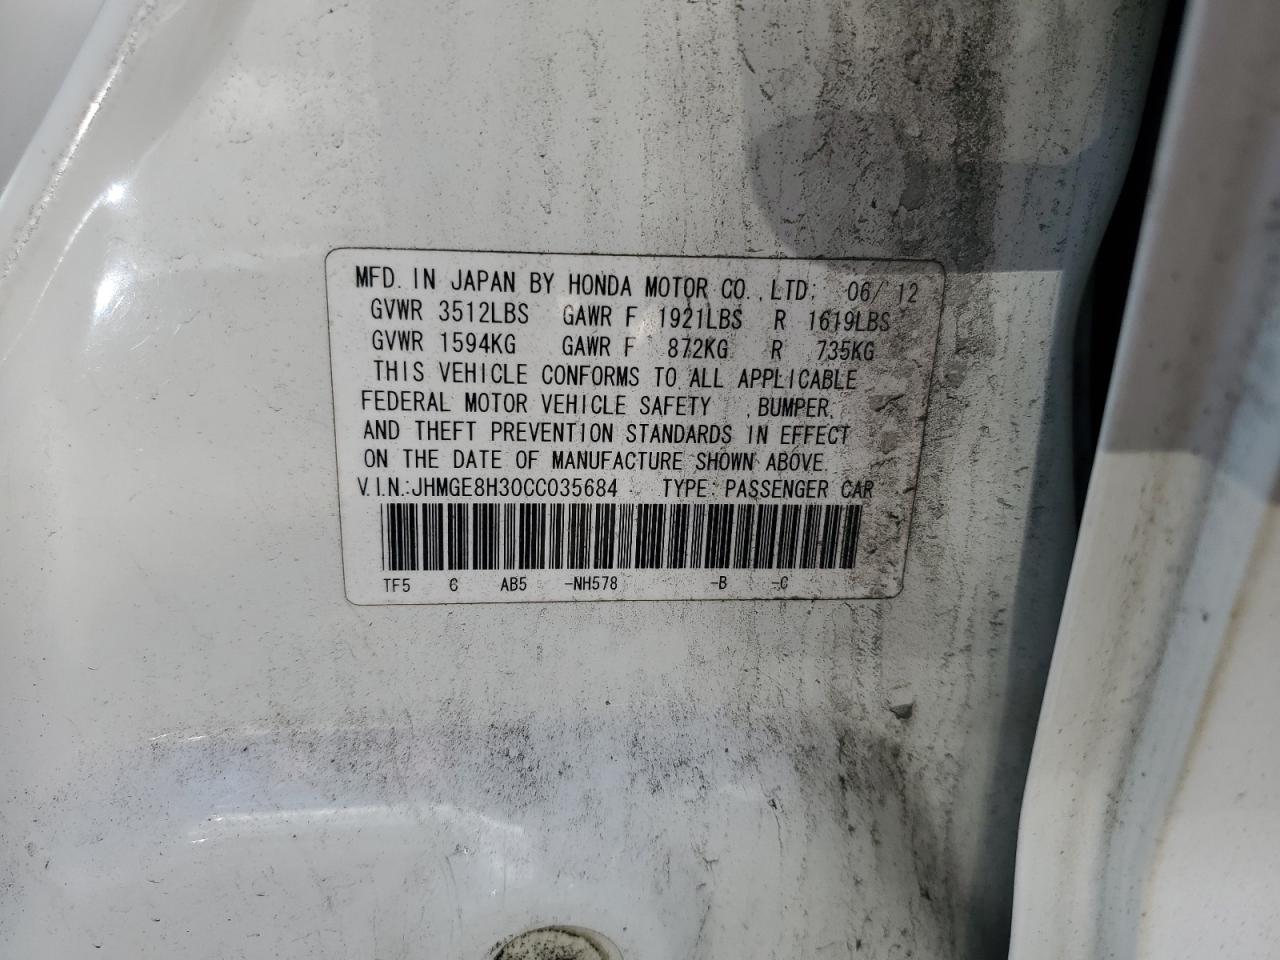 MFD. IN JAPAN BY HONDA MOTOR CO., LTD. 06/12
GVWR 3512LBS GAWR F 1921LBS R 1619LBS
GVWR 1594KG GAWR F 872KG R 735KG
THIS VEHICLE CONFORMS TO ALL APPLICABLE
FEDERAL MOTOR VEHICLE SAFETY , BUMPER,
AND THEFT PREVENTION STANDARDS IN EFFECT
ON THE DATE OF MANUFACTURE SHOWN ABOVE.
V.I.N.:JHMGE8H30CC035684 TYPE: PASSENGER CAR
TF5 6 AB5 -NH578 -B -C